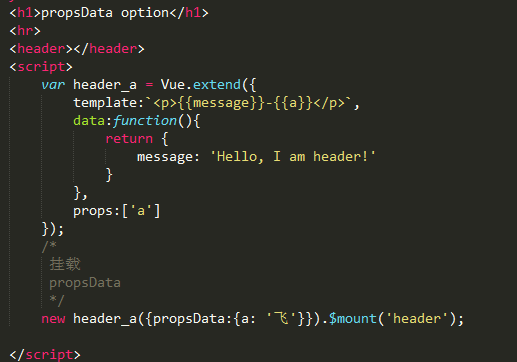 <h1>propsData option</h1>
<hr>
<header></header>
<script>
    var header_a = Vue.extend({
        template:`<p>{{message}}-{{a}}</p>`,
        data:function(){
            return {
                message: 'Hello, I am header!'
            }
        },
        props:['a']
    });
    /*
     挂载
     propsData
     */
    new header_a({propsData:{a: '飞'}}).$mount('header');
</script>